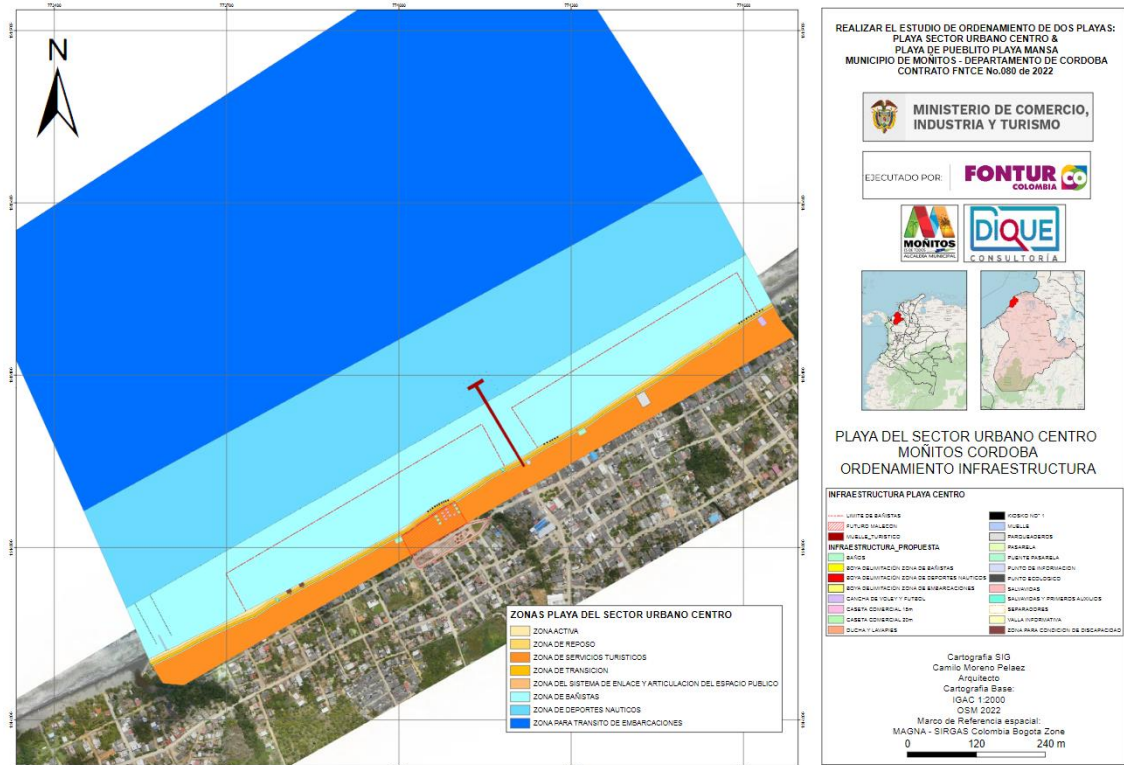 N
ZONAS PLAYA DEL SECTOR URBANO CENTRO
ZONA ACTIVA
ZONA DE REPOSO
ZONA DE SERVICIOS TURISTICOS
ZONA DE TRANSICION
ZONA DEL SISTEMA DE ENLACE Y ARTICULACION DEL ESPACIO PUBLICO
ZONA DE BAÑISTAS
ZONA DE DEPORTES NAUTICOS
ZONA PARA TRANSITO DE EMBARCACIONES
REALIZAR EL ESTUDIO DE ORDENAMIENTO DE DOS PLAYAS:
PLAYA SECTOR URBANO CENTRO &
PLAYA DE PUEBLITO PLAYA MANSA
MUNICIPIO DE MOÑITOS - DEPARTAMENTO DE CORDOBA
CONTRATO FNTCE No.080 de 2022
MINISTERIO DE COMERCIO,
INDUSTRIA Y TURISMO
EJECUTADO POR:
FONTUR CO
COLOMBIA
MOÑITOS
ES DE TODOS
ALCALDÍA MUNICIPAL
DIQUE
CONSULTORÍA
PLAYA DEL SECTOR URBANO CENTRO
MOÑITOS CORDOBA
ORDENAMIENTO INFRAESTRUCTURA
INFRAESTRUCTURA PLAYA CENTRO
LIMITE DE BAÑISTAS
FUTURO MALECON
MUELLE_TURISTICO
INFRAESTRUCTURA_PROPUESTA
BAÑOS
BOYA DELIMITACIÓN ZONA DE BAÑISTAS
BOYA DELIMITACIÓN ZONA DE DEPORTES NAUTICOS
BOYA DELIMITACIÓN ZONA DE EMBARCACIONES
CANCHA DE VOLEY Y FUTBOL
CASETA COMERCIAL 15m
CASETA COMERCIAL 20m
DUCHA Y LAVAPIES
KIOSKO NO° 1
MUELLE
PARQUEADEROS
PASARELA
PUENTE PASARELA
PUNTO DE INFORMACION
PUNTO ECOLOGICO
SALVAVIDAS
SALVAVIDAS Y PRIMEROS AUXILIOS
SEPARADORES
VALLA INFORMATIVA
ZONA PARA CONDICION DE DISCAPACIDAD
Cartografia SIG
Camilo Moreno Pelaez
Arquitecto
Cartografia Base:
IGAC 1:2000
OSM 2022
Marco de Referencia espacial:
MAGNA - SIRGAS Colombia Bogota Zone
0 120 240 m